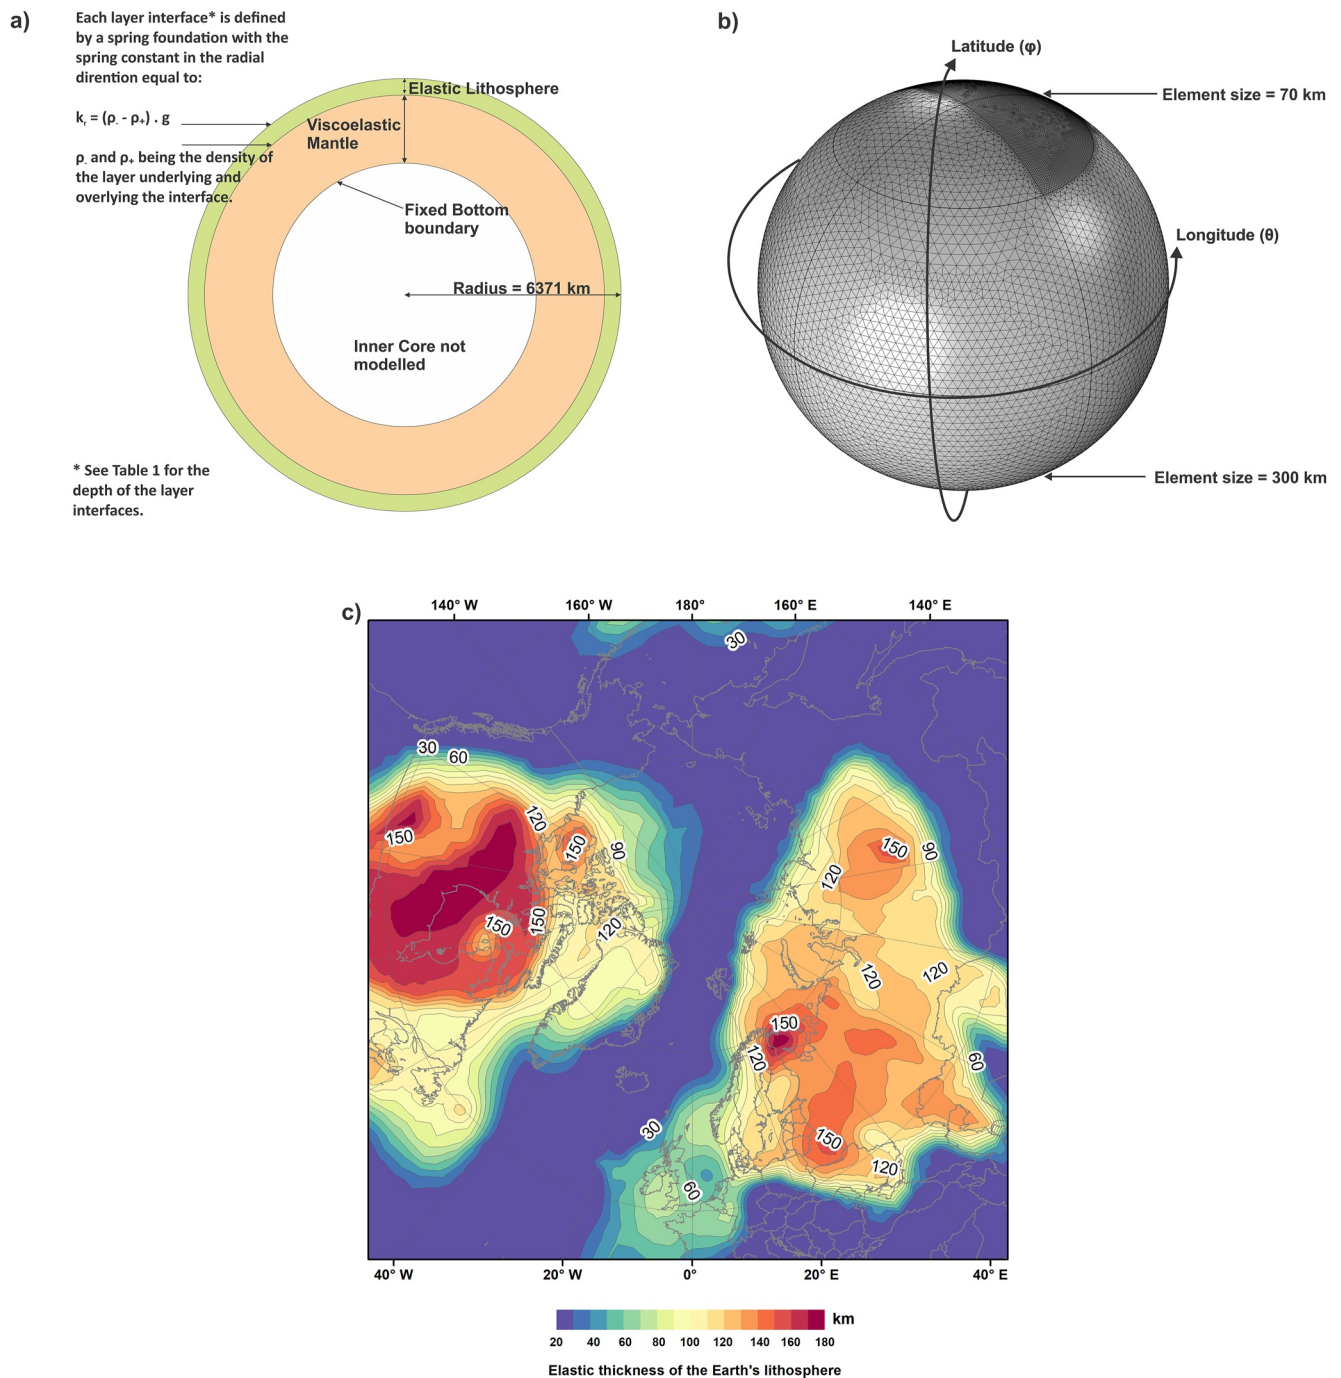 a)
Each layer interface* is defined
by a spring foundation with the
spring constant in the radial
dirention equal to:
kᵣ = (ρ₋ - ρ₊) . g
ρ₋ and ρ₊ being the density of
the layer underlying and
overlying the interface.
Elastic Lithosphere
Viscoelastic
Mantle
Fixed Bottom
boundary
Radius = 6371 km
Inner Core not
modelled
* See Table 1 for the
depth of the layer
interfaces.
b)
Latitude (φ)
Element size = 70 km
Longitude (θ)
Element size = 300 km
c)
140° W 160° W 180° 160° E 140° E
30
30
60
120
150
150
90
150
90
120
150
150
120
120
120
150
120
60
30
150
120
60
40° W 20° W 0° 20° E 40° E
km
20 40 60 80 100 120 140 160 180
Elastic thickness of the Earth's lithosphere